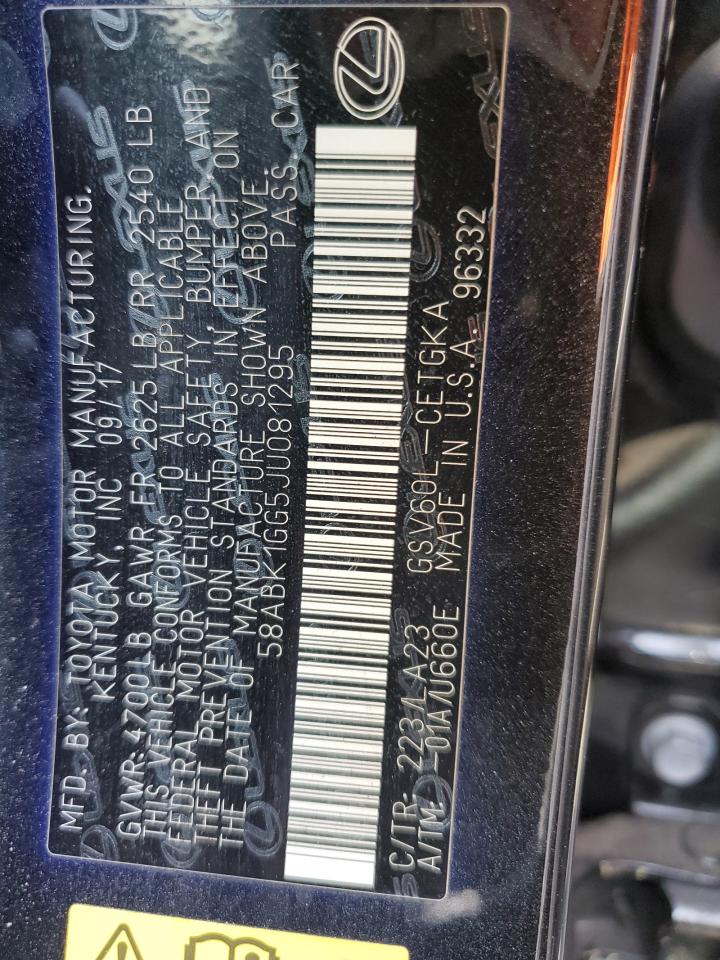 MFD. BY: TOYOTA MOTOR MANUFACTURING,
KENTUCKY, INC 09/17
GVWR 4700LB GAWR FR 2625 LB RR 2540 LB
THIS VEHICLE CONFORMS TO ALL APPLICABLE
FEDERAL MOTOR VEHICLE SAFETY, BUMPER, AND
THEFT PREVENTION STANDARDS IN EFFECT ON
THE DATE OF MANUFACTURE SHOWN ABOVE.
58ABK1GG5JU081295 PASS. CAR
C/TR: 223 LA23 GSV60L-CETGKA
A/TM: -01A/U660E MADE IN U.S.A. 96332